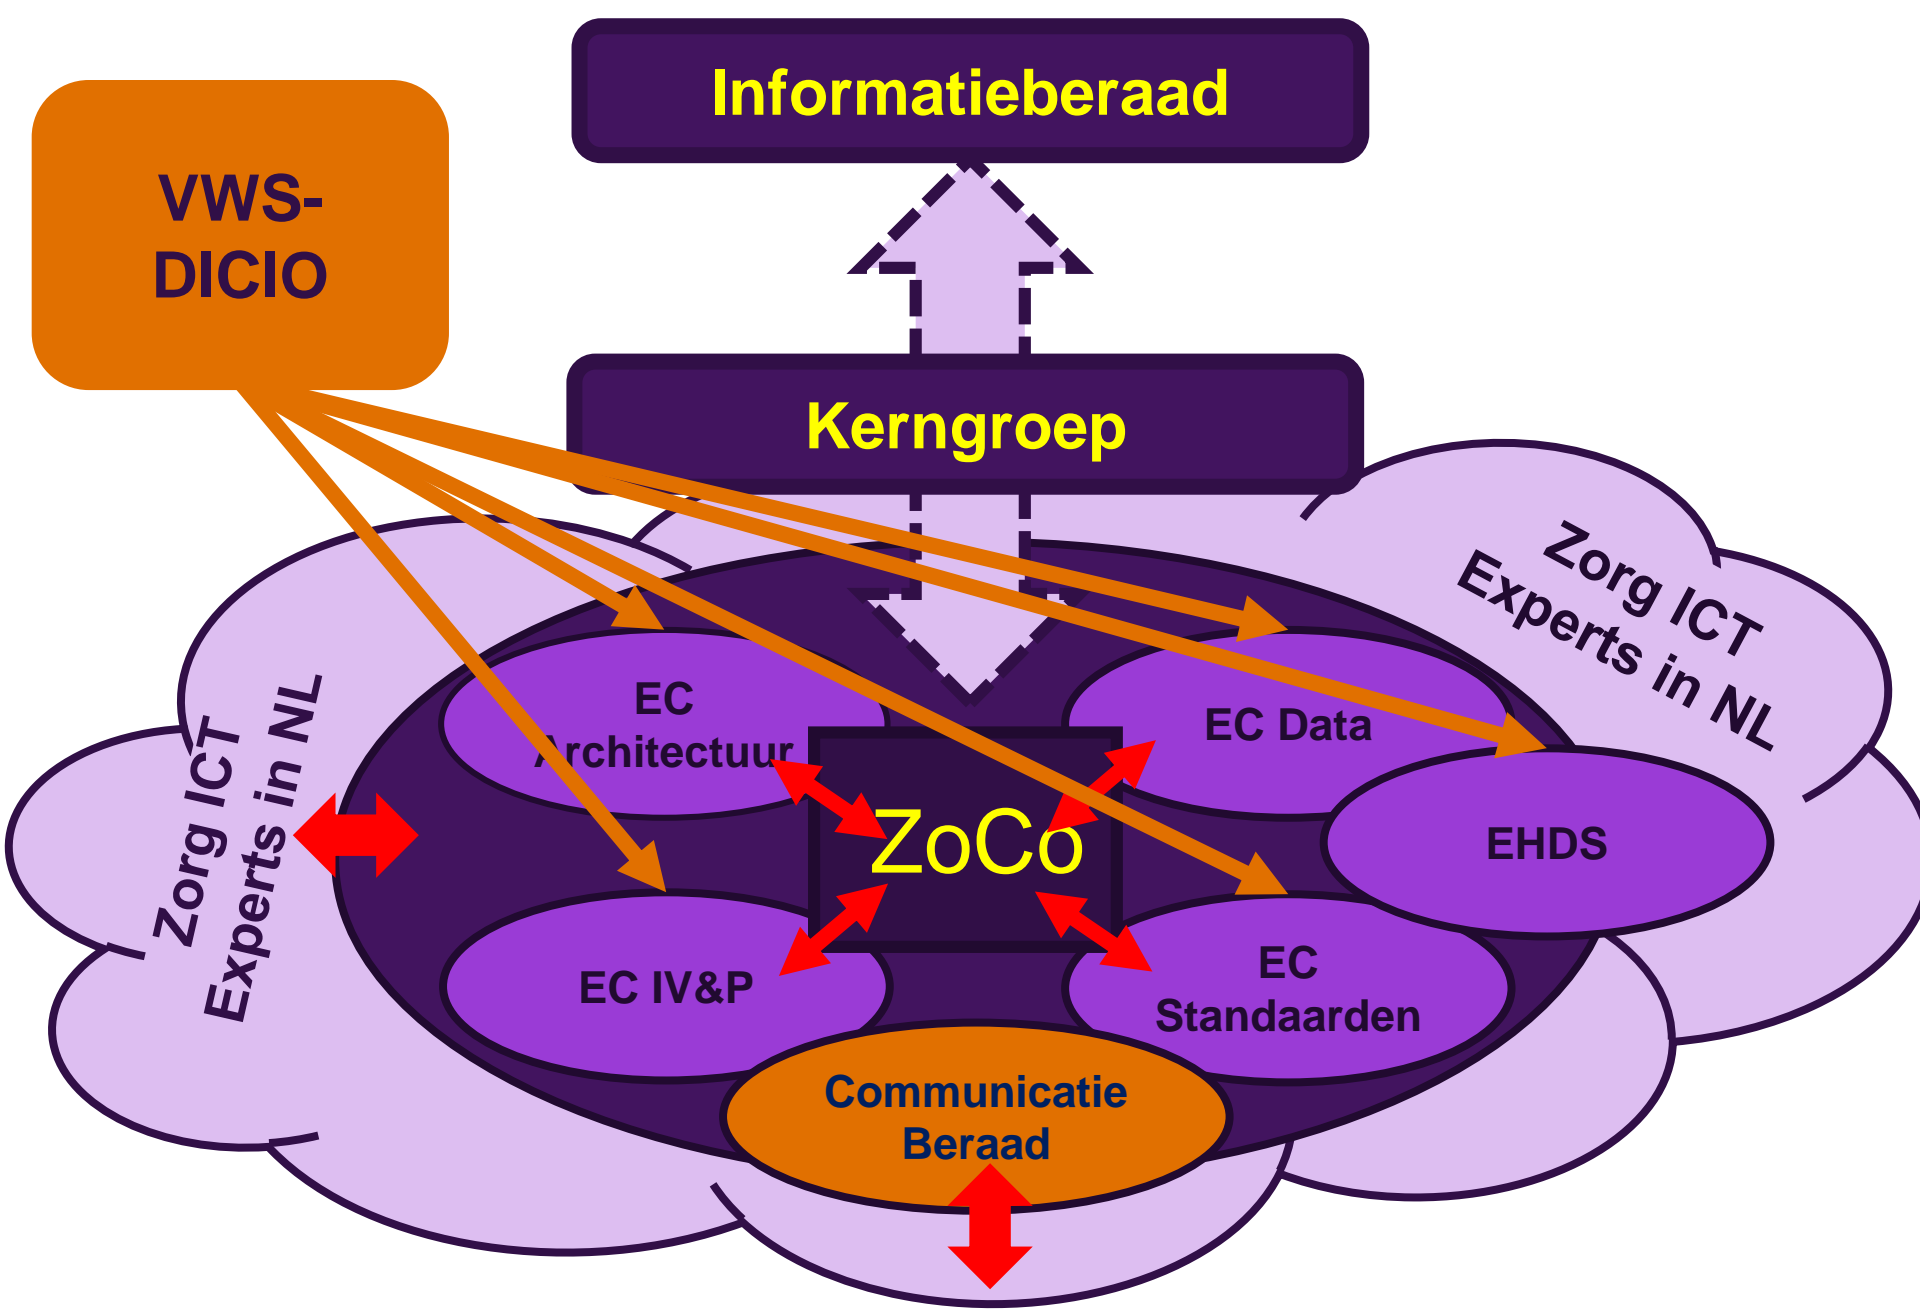 Informatieberaad
VWS-
DICIO
Kerngroep
Zorg ICT
Experts in NL
Zorg ICT
Experts in NL
EC
Architectuur
EC Data
ZoCo
EHDS
EC IV&P
EC
Standaarden
Communicatie
Beraad